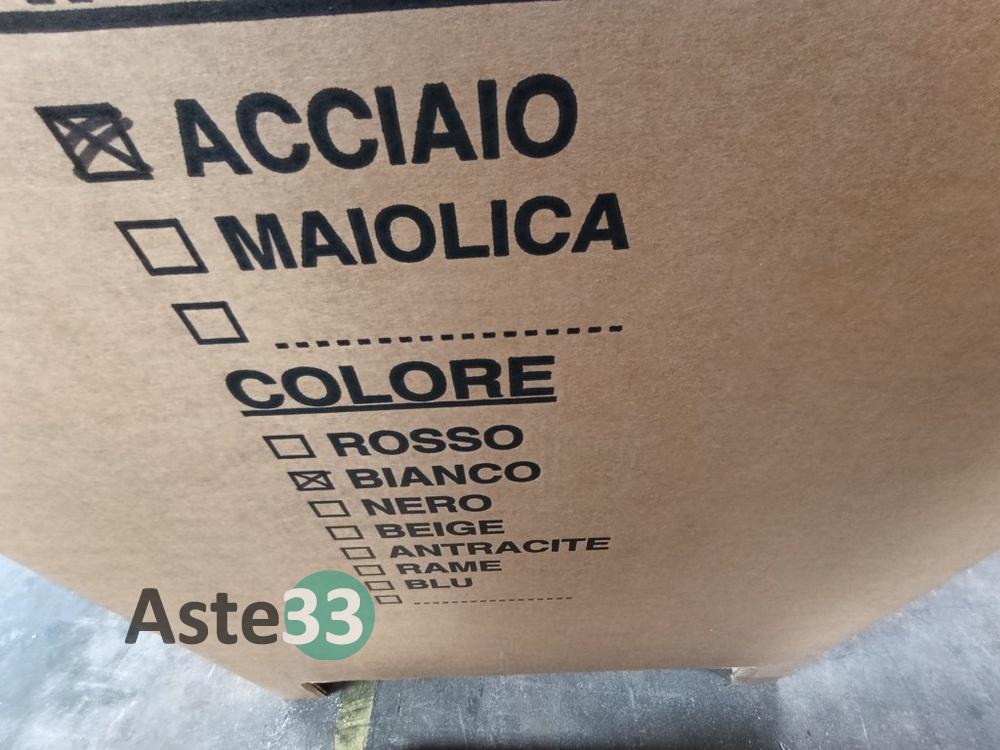 ACCIAIO
MAIOLICA
.................
COLORE
ROSSO
BIANCO
NERO
BEIGE
ANTRACITE
RAME
BLU
.................
Aste33